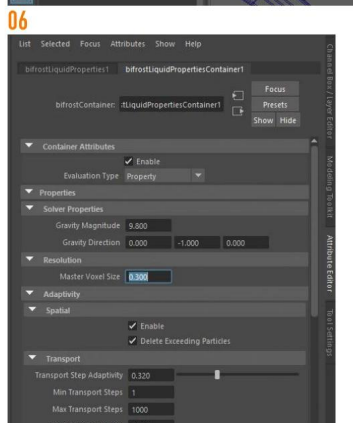 06
List Selected Focus Attributes Show Help
bifrostLiquidProperties1 bifrostLiquidPropertiesContainer1
Focus
bifrostContainer: :tLiquidPropertiesContainer1 Presets
Show Hide
Container Attributes
Enable
Evaluation Type Property
Properties
Solver Properties
Gravity Magnitude 9.800
Gravity Direction 0.000 -1.000 0.000
Resolution
Master Voxel Size 0.300
Adaptivity
Spatial
Enable
Delete Exceeding Particles
Transport
Transport Step Adaptivity 0.320
Min Transport Steps 1
Max Transport Steps 1000
Channel Box / Layer Editor
Modeling Toolkit
Attribute Editor
Tool Settings